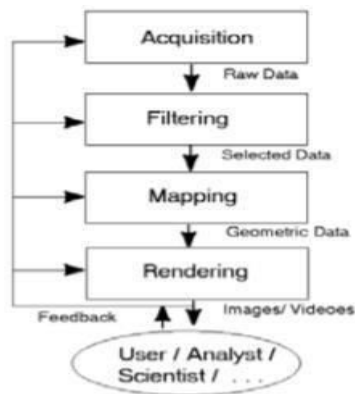 Acquisition
Raw Data
Filtering
Selected Data
Mapping
Geometric Data
Rendering
Feedback
Images/ Videoes
User / Analyst /
Scientist / . . .